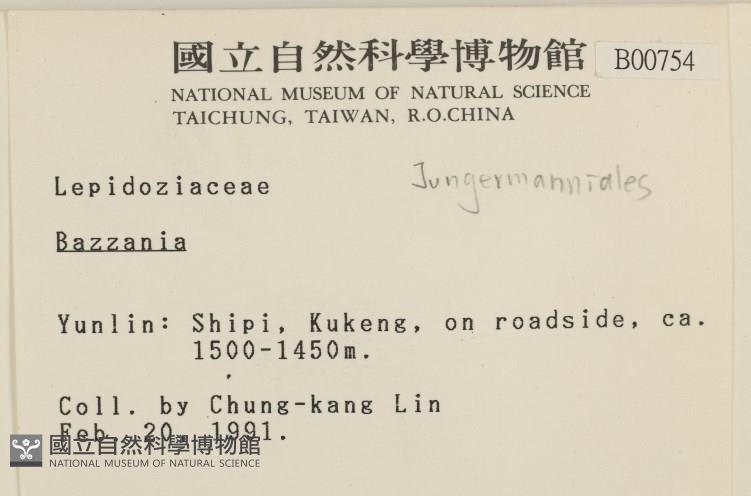 國立自然科學博物館 B00754
NATIONAL MUSEUM OF NATURAL SCIENCE
TAICHUNG, TAIWAN, R.O.CHINA
Lepidoziaceae Jungermanniales
Bazzania
Yunlin: Shipi, Kukeng, on roadside, ca.
1500-1450m.
Coll. by Chung-kang Lin
Feb. 20, 1991.
國立自然科學博物館
NATIONAL MUSEUM OF NATURAL SCIENCE